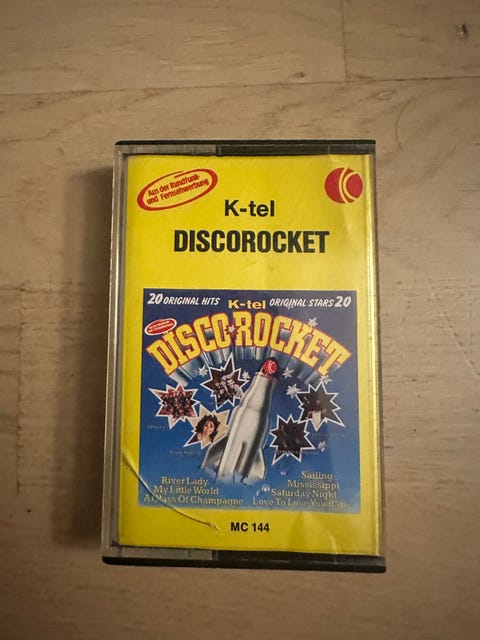 Aus der Rundfunk-
und Fernsehwerbung
K-tel
DISCOROCKET
20 ORIGINAL HITS K-tel ORIGINAL STARS 20
DISCO ROCKET
River Lady
My Little World
A Glass Of Champagne
Sailing
Mississippi
Saturday Night
Love To Love You Baby
MC 144